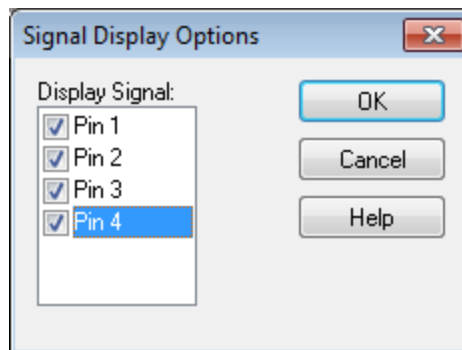 Signal Display Options
Display Signal:
Pin 1
Pin 2
Pin 3
Pin 4
OK
Cancel
Help